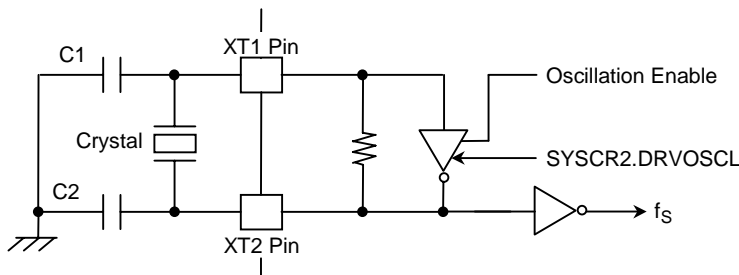 C1
XT1 Pin
Oscillation Enable
Crystal
SYSCR2.DRVOSCL
C2
fS
XT2 Pin